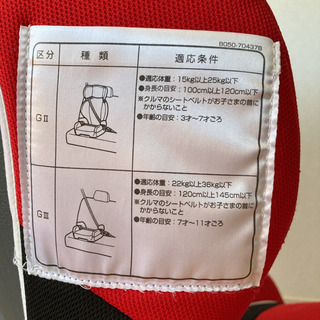 B050-704378
区分 種類 適応条件
GⅡ
●適応体重：15kg以上25kg以下
●身長の目安：100cm以上120cm以下
※クルマのシートベルトがお子さまの首に
かからないこと
●年齢の目安：3才～7才ごろ
GⅢ
●適応体重：22kg以上36kg以下
●身長の目安：120cm以上145cm以下
※クルマのシートベルトがお子さまの首に
かからないこと
●年齢の目安：7才～11才ごろ